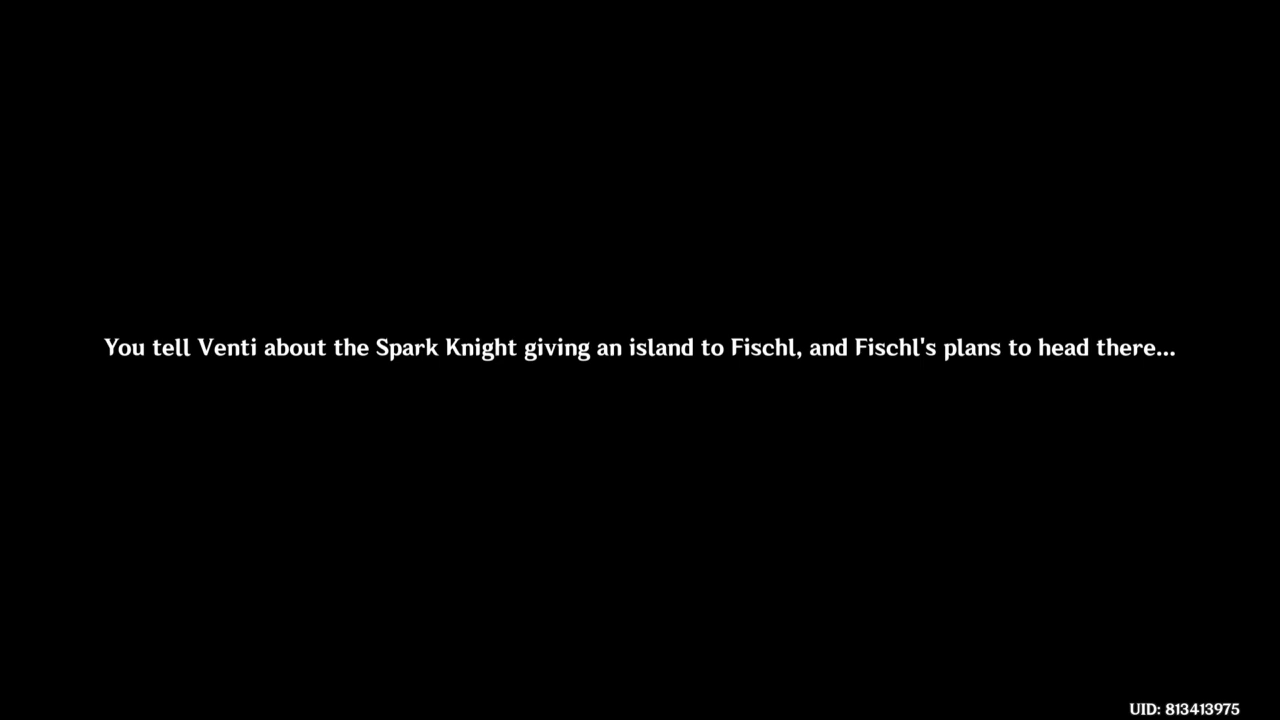 You tell Venti about the Spark Knight giving an island to Fischl, and Fischl's plans to head there...
UID: 813413975